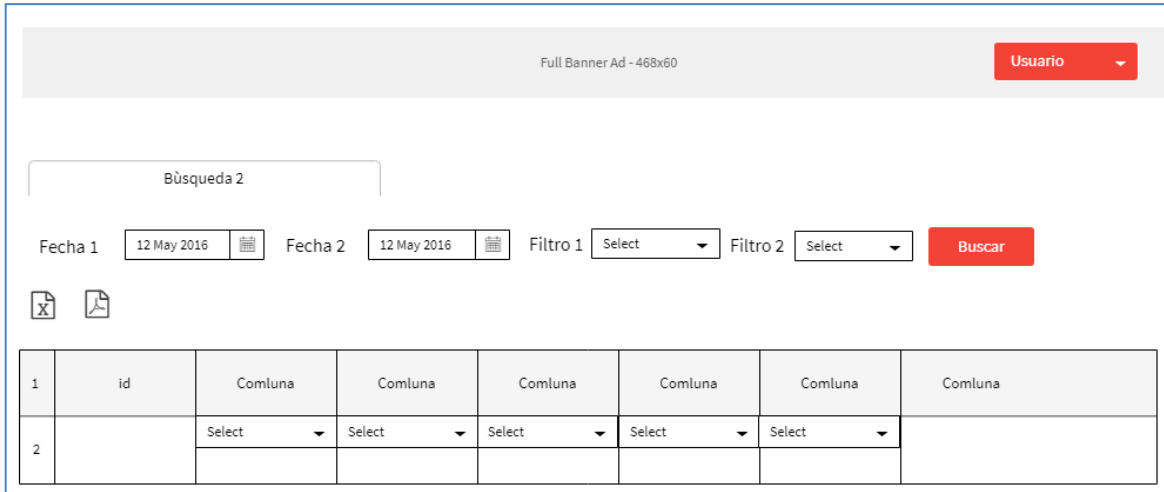 Full Banner Ad - 468x60 Usuario
Bùsqueda 2
Fecha 1 12 May 2016 Fecha 2 12 May 2016 Filtro 1 Select Filtro 2 Select Buscar
X
1 id Comluna Comluna Comluna Comluna Comluna Comluna
Select Select Select Select Select
2